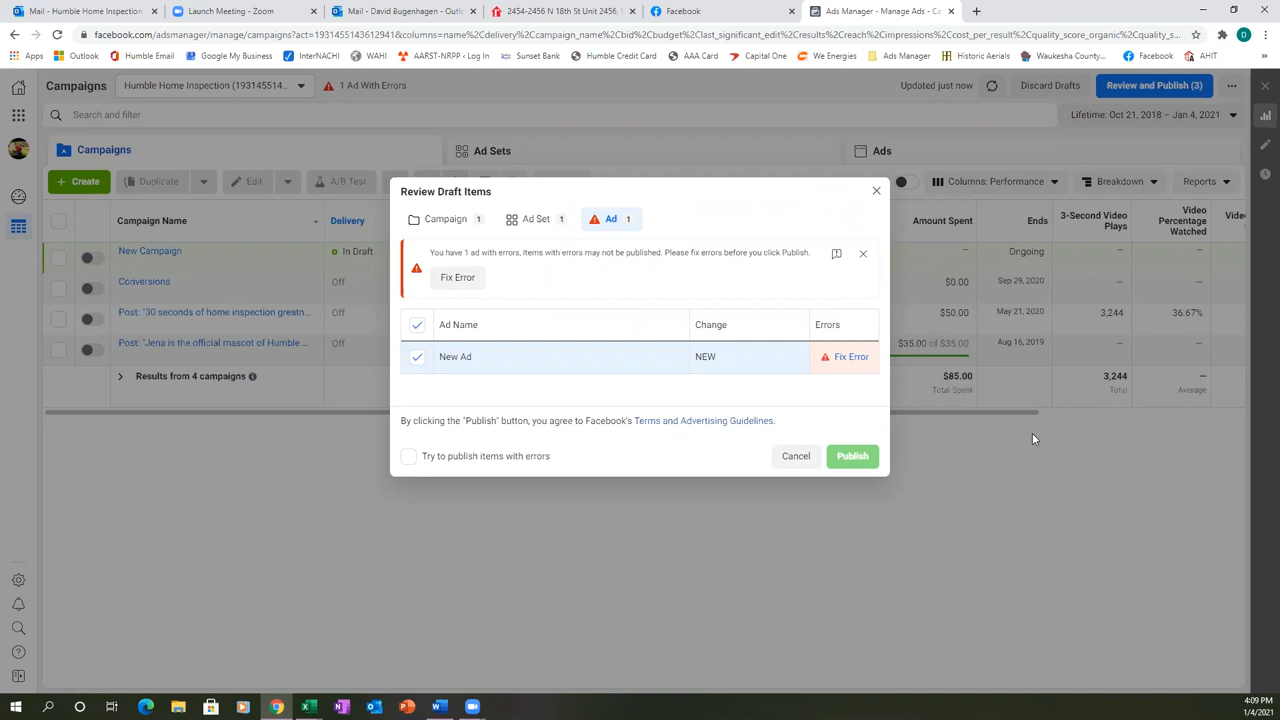 Mail - Humble Home Inspection
Launch Meeting - Zoom
Mail - David Bugenhagen - Outlo
2454-2456 N 18th St Unit 2456,
Facebook
Ads Manager - Manage Ads - Ca
facebook.com/adsmanager/manage/campaigns?act=1931455143612941&columns=name%2Cdelivery%2Ccampaign_name%2Cbid%2Cbudget%2Clast_significant_edit%2Cresults%2Creach%2Cimpressions%2Ccost_per_result%2Cquality_score_organic%2Cquality_s...
Apps
Outlook
Humble Email
Google My Business
InterNACHI
AARST-NRPP < Log In
Sunset Bank
Humble Credit Card
AAA Card
Capital One
We Energies
Ads Manager
Historic Aerials
Waukesha County...
Facebook
AHIT
Campaigns
Humble Home Inspection (193145514...
1 Ad With Errors
Updated just now
Discard Drafts
Review and Publish (3)
Search and filter
Lifetime: Oct 21, 2018 – Jan 4, 2021
Campaigns
Ad Sets
Ads
+ Create
Duplicate
Edit
A/B Test
Columns: Performance
Breakdown
Reports
Campaign Name
Delivery
Amount Spent
Ends
3-Second Video
Plays
Video
Percentage
Watched
Video
New Campaign
In Draft
–
Ongoing
–
–
Conversions
Off
$0.00
Sep 29, 2020
–
–
Post: "30 seconds of home inspection greatn...
Off
$50.00
May 21, 2020
3,244
36.67%
Post: "Jena is the official mascot of Humble ...
Off
$35.00 of $35.00
Aug 16, 2019
–
–
Results from 4 campaigns
$85.00
Total Spent
3,244
Total
–
Average
Review Draft Items
Campaign 1
Ad Set 1
Ad 1
You have 1 ad with errors, items with errors may not be published. Please fix errors before you click Publish.
Fix Error
Ad Name
Change
Errors
New Ad
NEW
Fix Error
By clicking the "Publish" button, you agree to Facebook's Terms and Advertising Guidelines.
Try to publish items with errors
Cancel
Publish
4:09 PM
1/4/2021